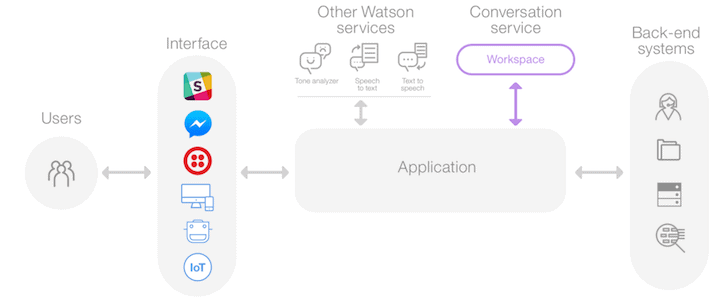 Other Watson
services
Conversation
service
Back-end
systems
Interface
Workspace
Tone analyzer
Speech
to text
Text to
speech
Users
Application
S
IoT